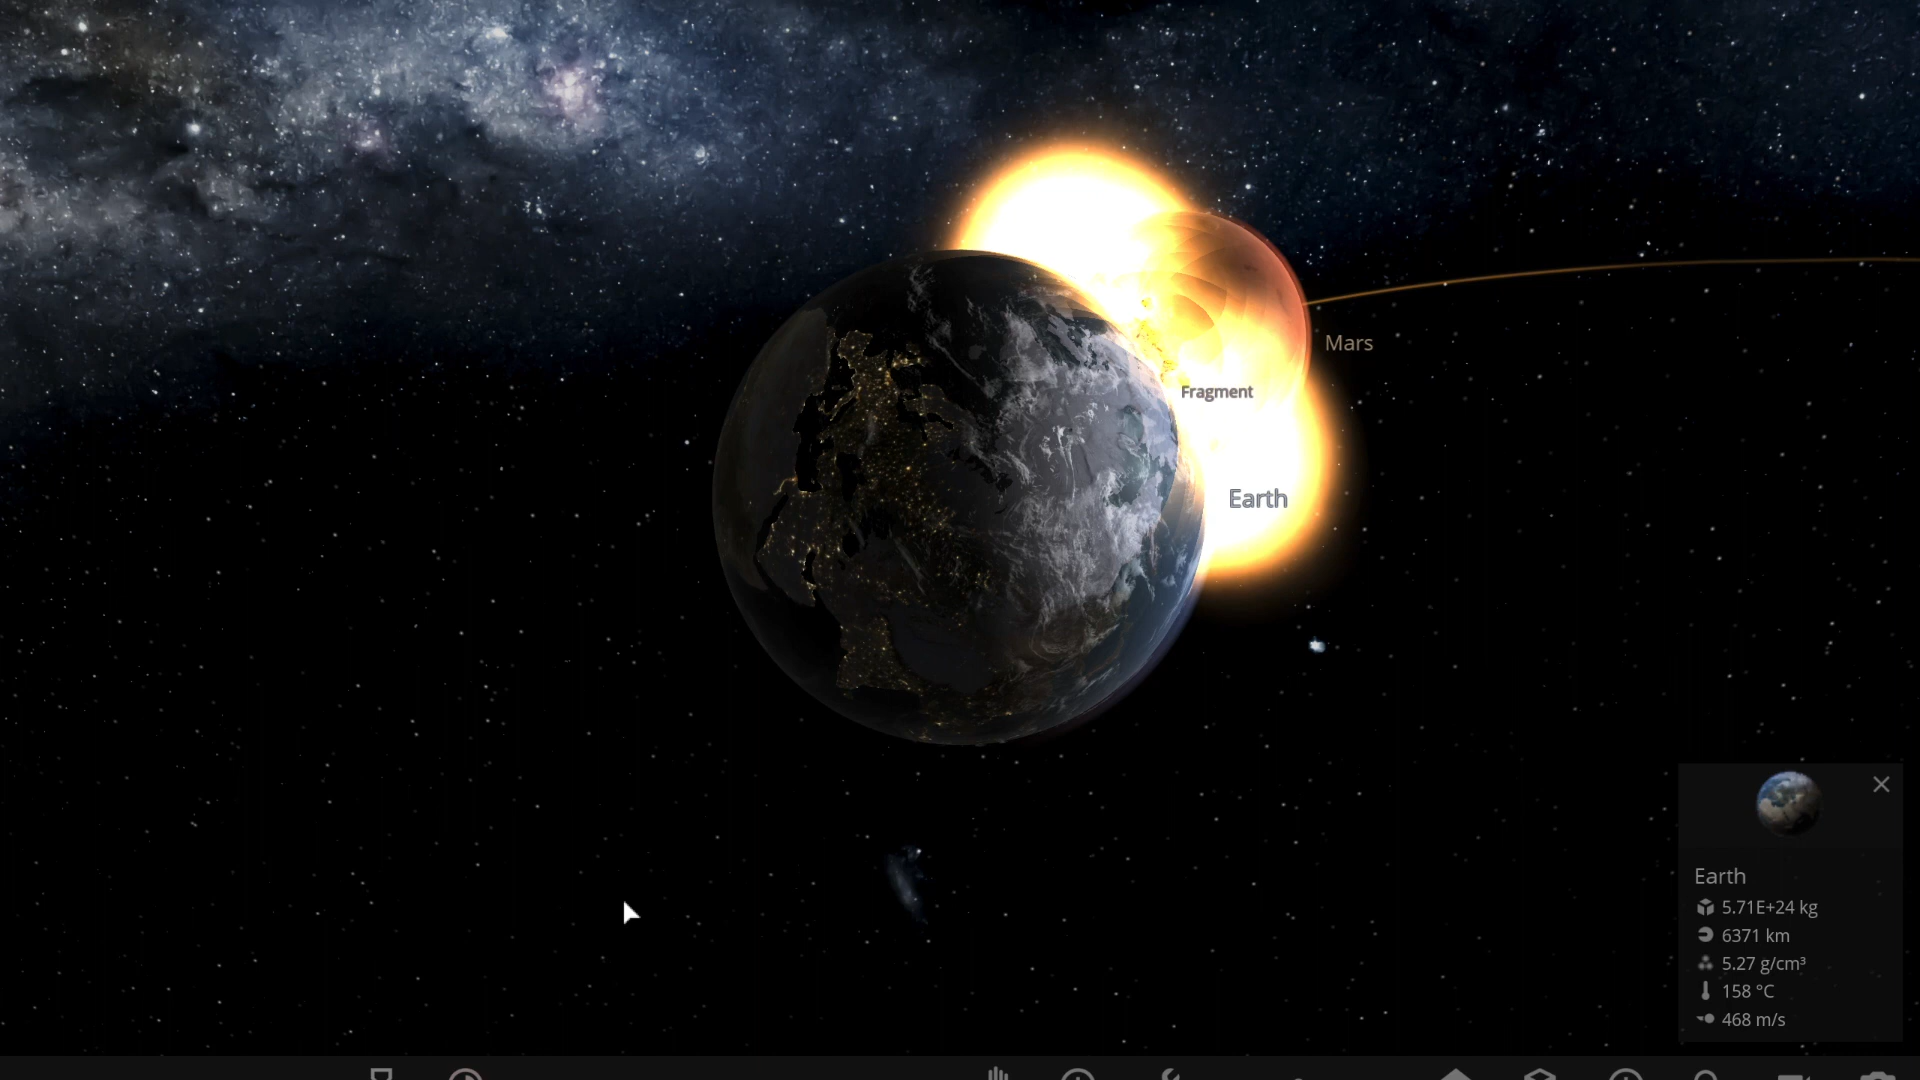 Mars
Fragment
Earth
Earth
5.71E+24 kg
6371 km
5.27 g/cm³
158 °C
468 m/s